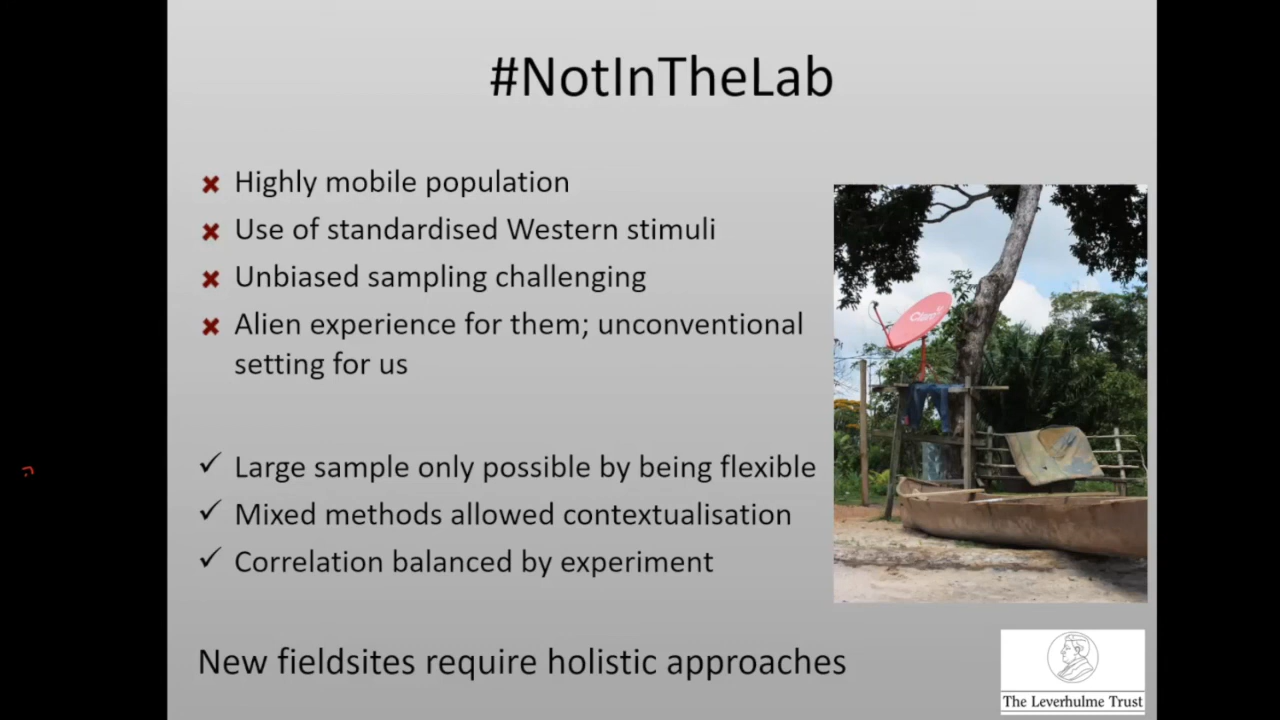 #NotInTheLab
Highly mobile population
Use of standardised Western stimuli
Unbiased sampling challenging
Alien experience for them; unconventional
setting for us
Claro
Large sample only possible by being flexible
Mixed methods allowed contextualisation
Correlation balanced by experiment
New fieldsites require holistic approaches
The Leverhulme Trust